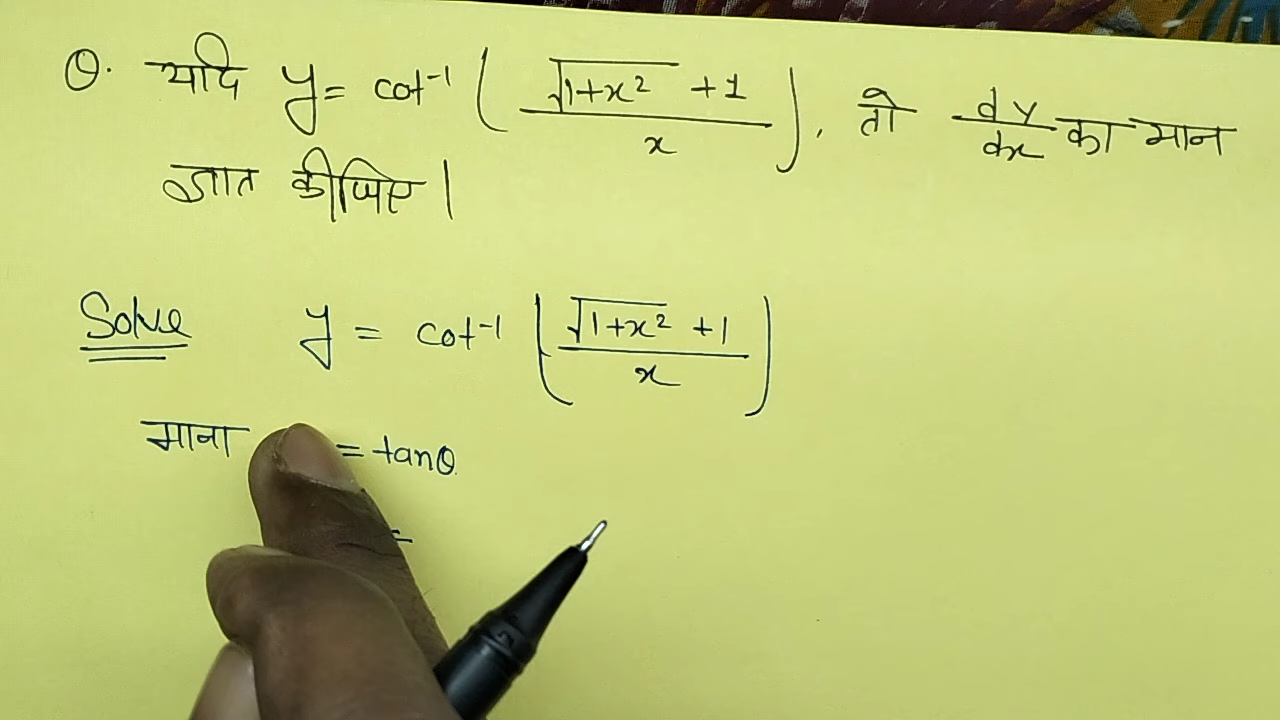 Q. यदि y = cot⁻¹ ( (√(1+x²) + 1) / x ), तो dy/dx का मान
ज्ञात कीजिए।
Solve y = cot⁻¹ ( (√(1+x²) + 1) / x )
माना = tanθ
=